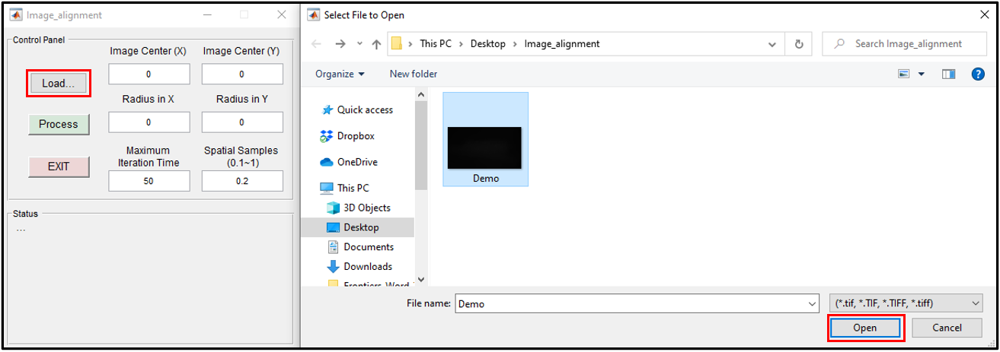 Image_alignment
Control Panel
Image Center (X)
Image Center (Y)
0
0
Load...
Radius in X
Radius in Y
0
0
Process
Maximum
Iteration Time
Spatial Samples
(0.1~1)
50
0.2
EXIT
Status
...
Select File to Open
This PC > Desktop > Image_alignment
Search Image_alignment
Organize
New folder
Quick access
Dropbox
OneDrive
This PC
3D Objects
Desktop
Documents
Downloads
Demo
File name: Demo
(*.tif, *.TIF, *.TIFF, *.tiff)
Open
Cancel